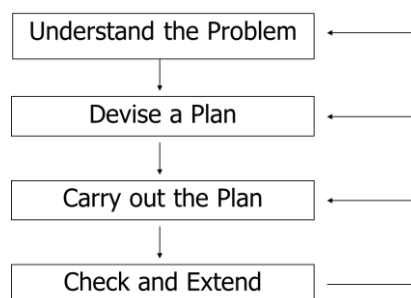 Understand the Problem
Devise a Plan
Carry out the Plan
Check and Extend